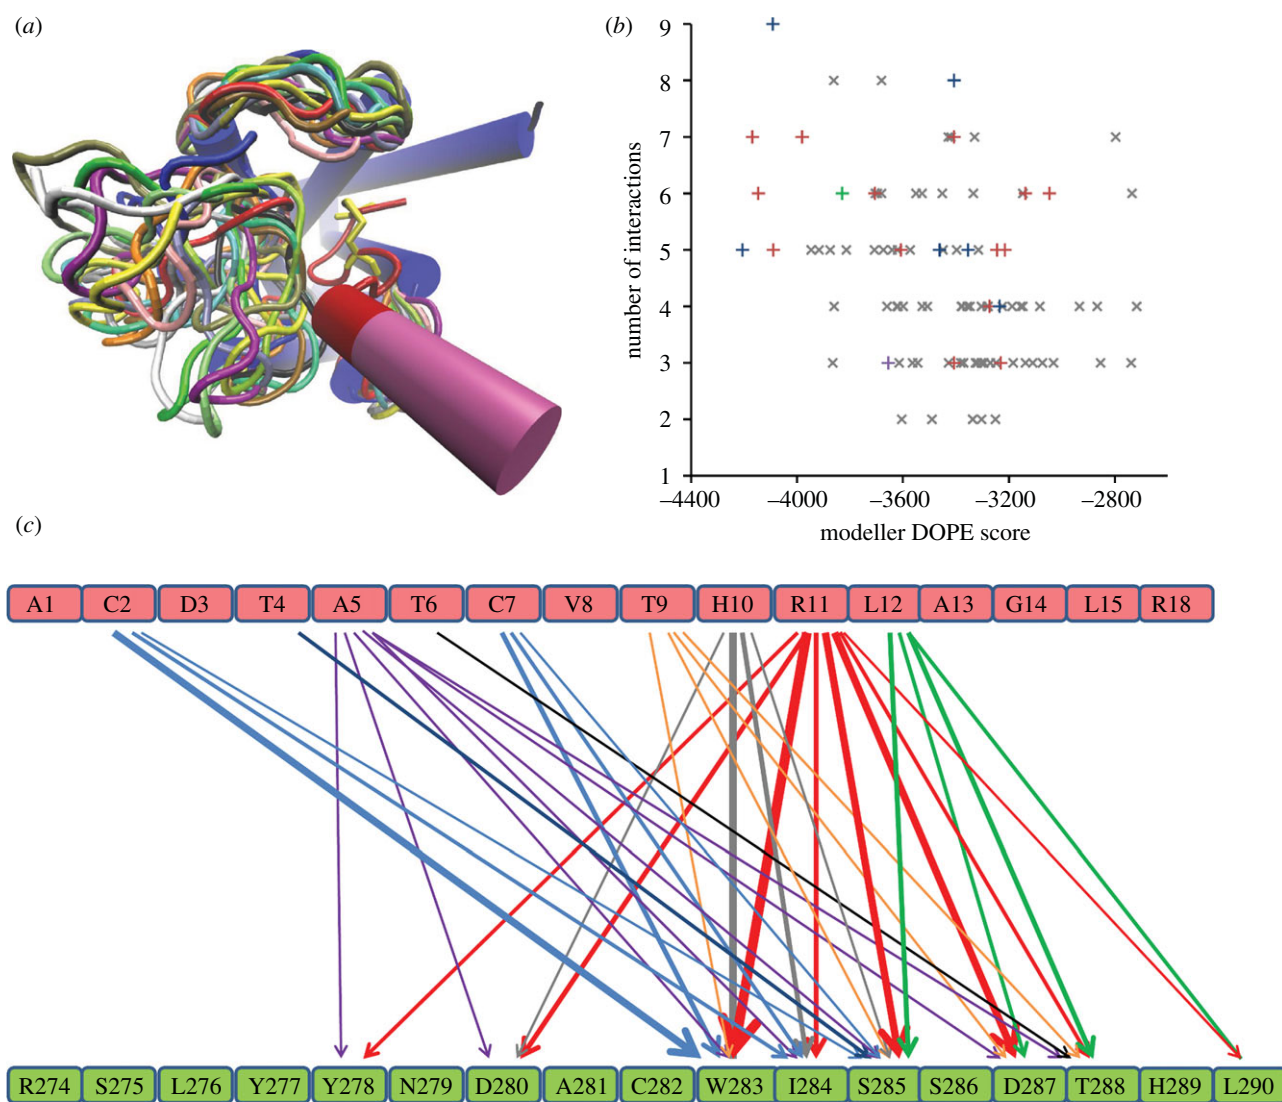 (a)
(b)
number of interactions
9
8
7
6
5
4
3
2
1
–4400 –4000 –3600 –3200 –2800
modeller DOPE score
(c)
A1 C2 D3 T4 A5 T6 C7 V8 T9 H10 R11 L12 A13 G14 L15 R18
R274 S275 L276 Y277 Y278 N279 D280 A281 C282 W283 I284 S285 S286 D287 T288 H289 L290